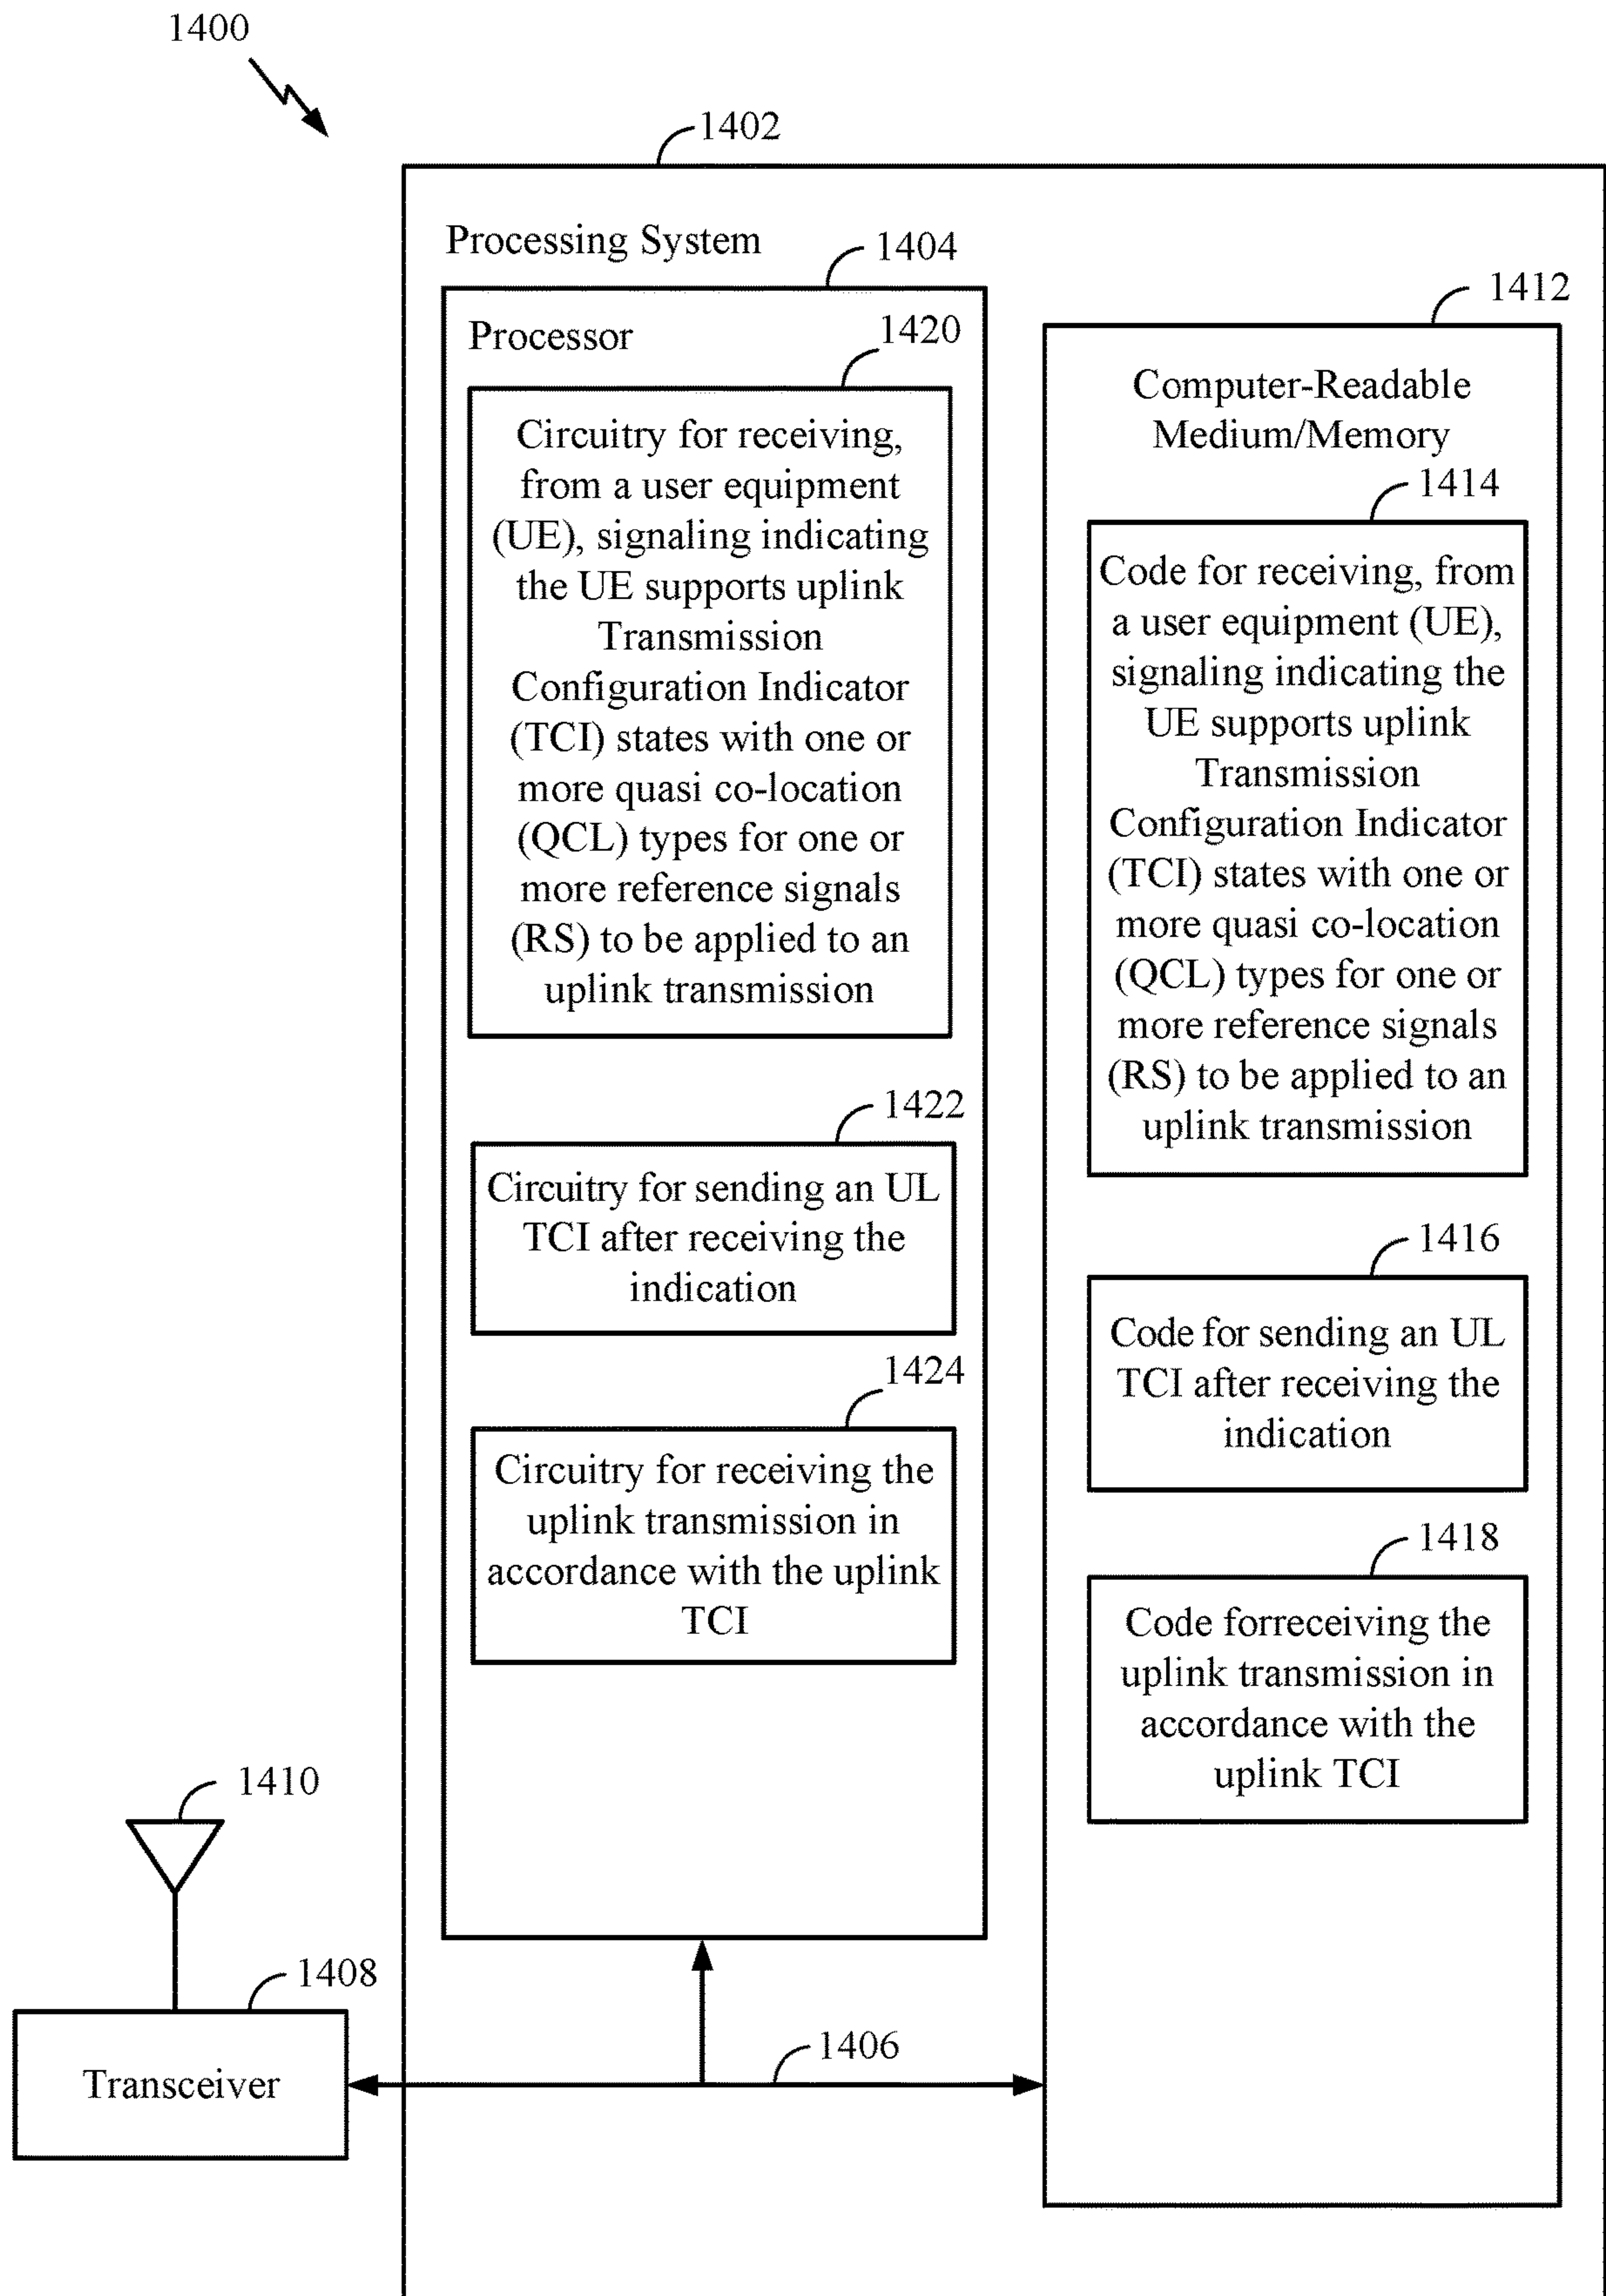 1400
1402
Processing System
1404
Processor
1420
Circuitry for receiving,
from a user equipment
(UE), signaling indicating
the UE supports uplink
Transmission
Configuration Indicator
(TCI) states with one or
more quasi co-location
(QCL) types for one or
more reference signals
(RS) to be applied to an
uplink transmission
1422
Circuitry for sending an UL
TCI after receiving the
indication
1424
Circuitry for receiving the
uplink transmission in
accordance with the uplink
TCI
1412
Computer-Readable
Medium/Memory
1414
Code for receiving, from
a user equipment (UE),
signaling indicating the
UE supports uplink
Transmission
Configuration Indicator
(TCI) states with one or
more quasi co-location
(QCL) types for one or
more reference signals
(RS) to be applied to an
uplink transmission
1416
Code for sending an UL
TCI after receiving the
indication
1418
Code forreceiving the
uplink transmission in
accordance with the
uplink TCI
1410
1408
Transceiver
1406